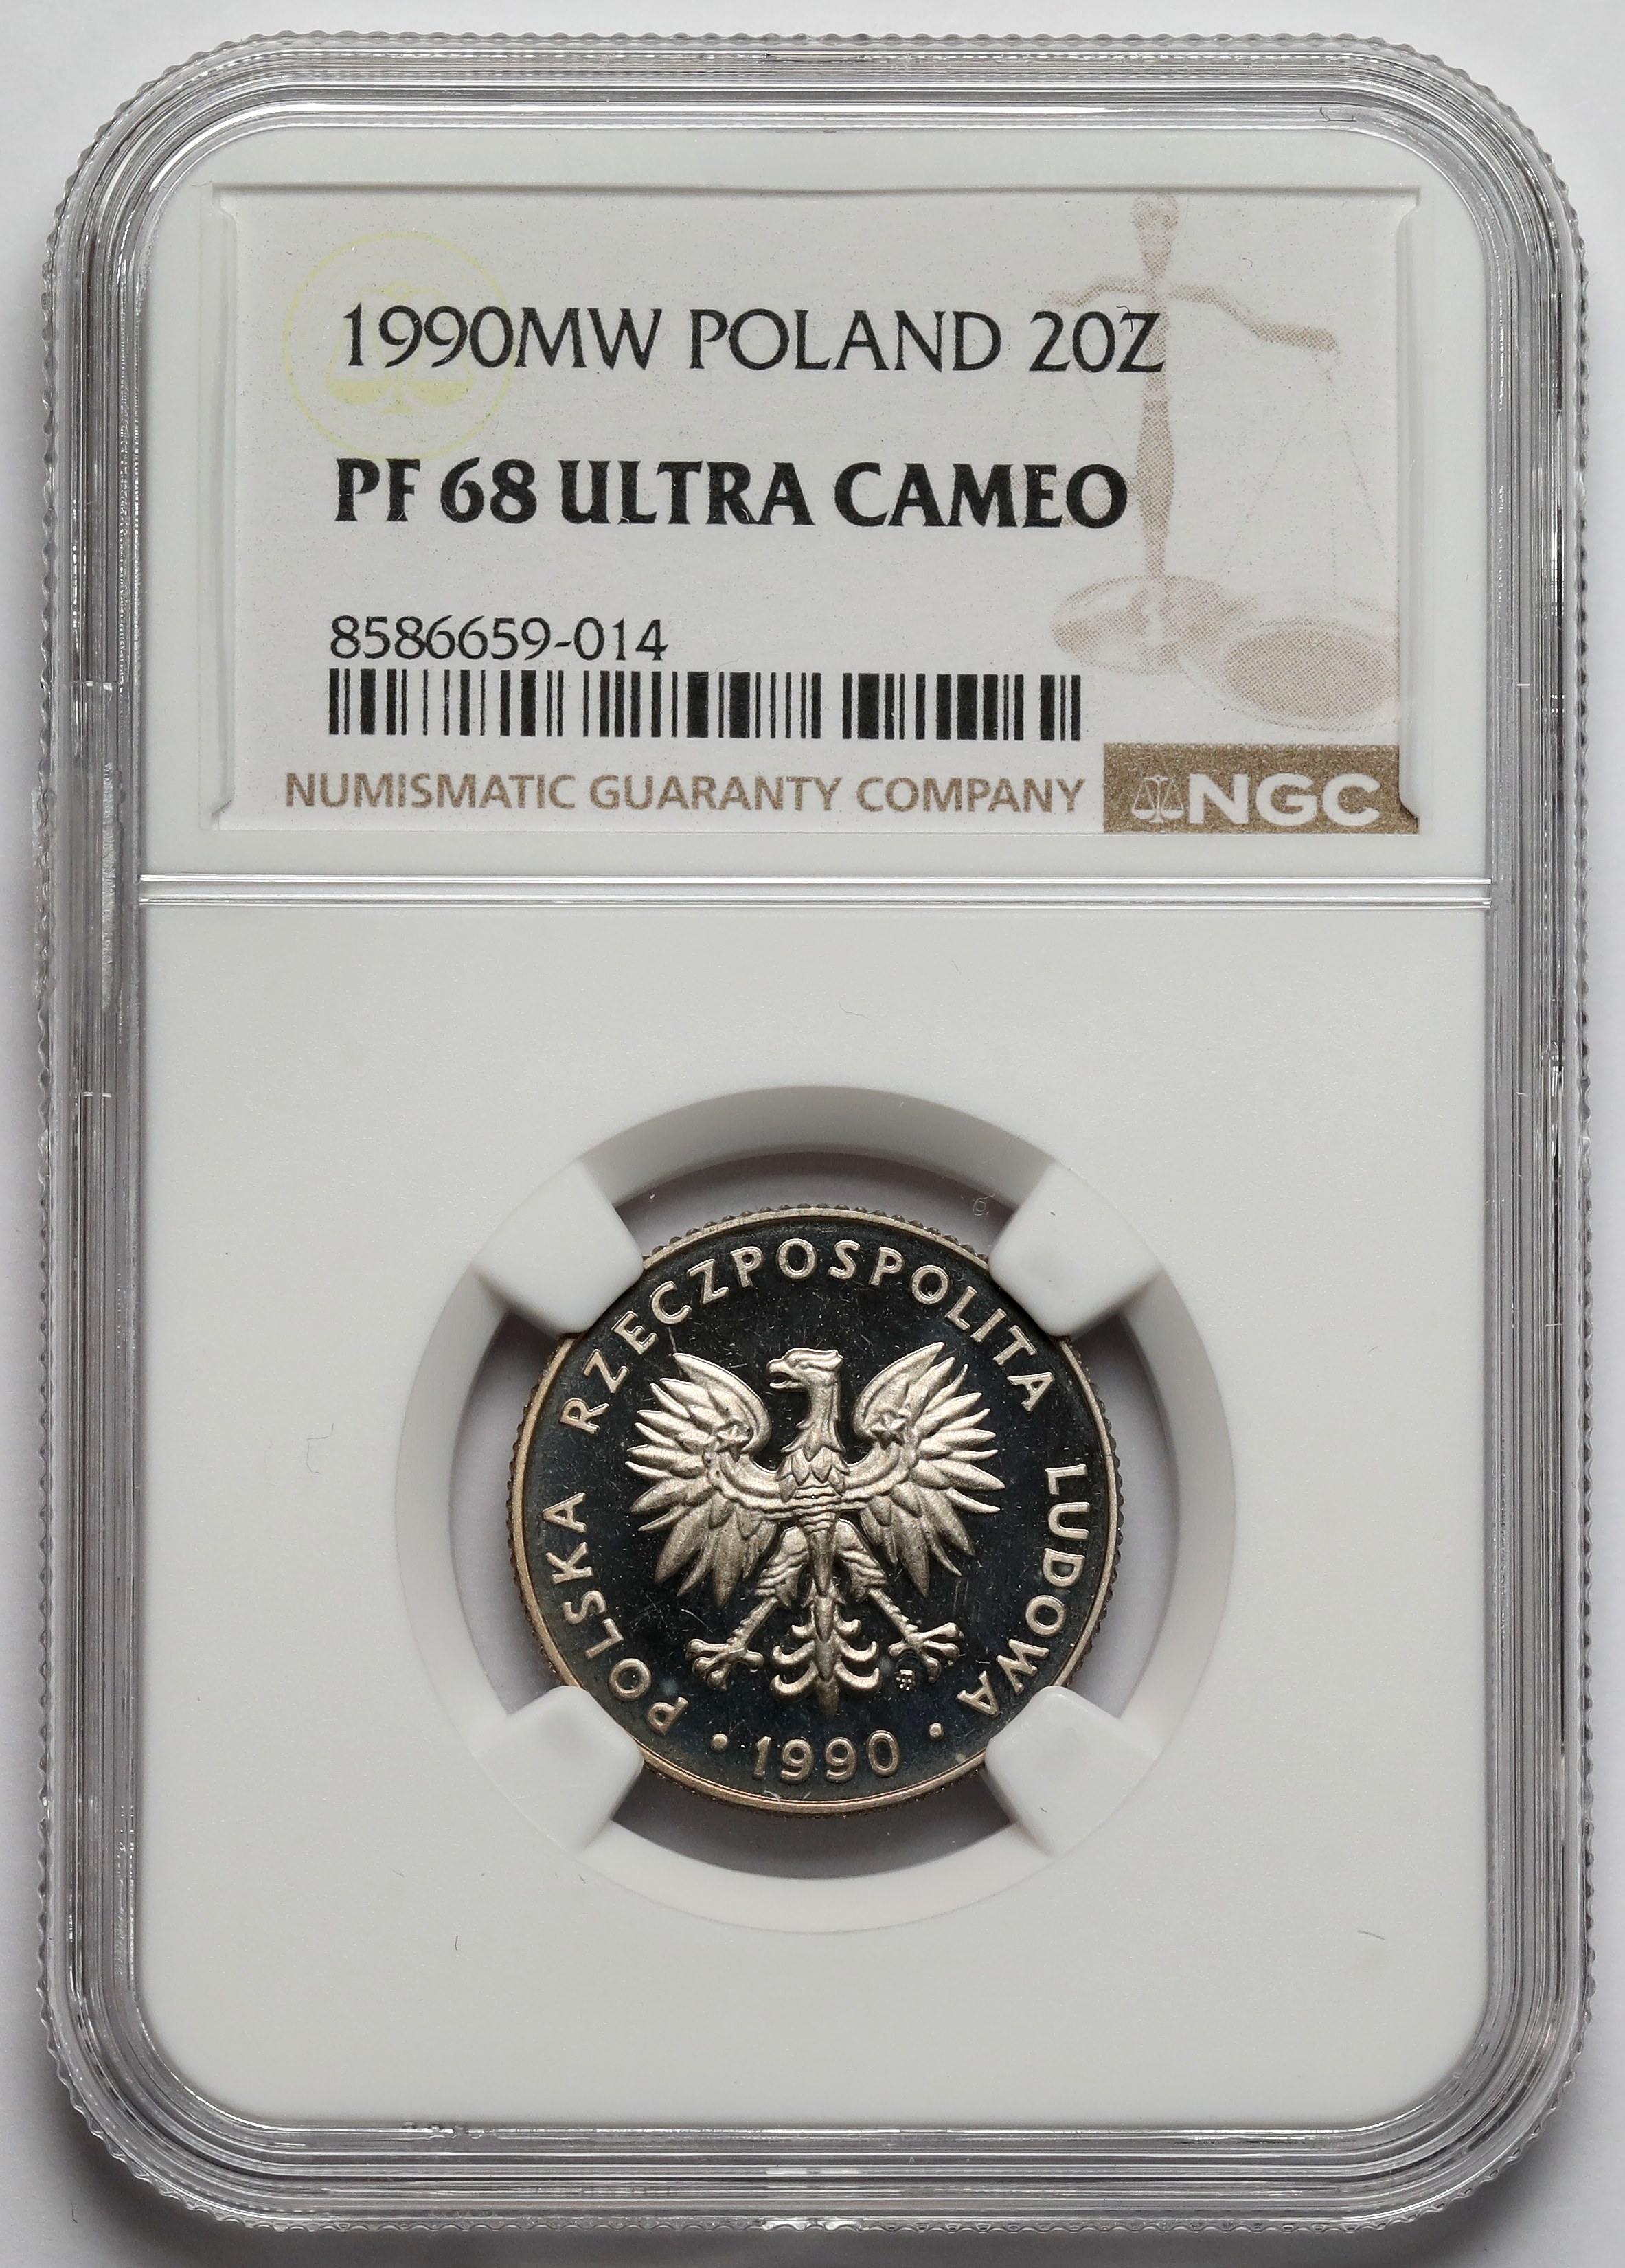 1990MW POLAND 20Z
PF 68 ULTRA CAMEO
8586659-014
NUMISMATIC GUARANTY COMPANY
NGC
POLSKA RZECZPOSPOLITA LUDOWA
• 1990 •